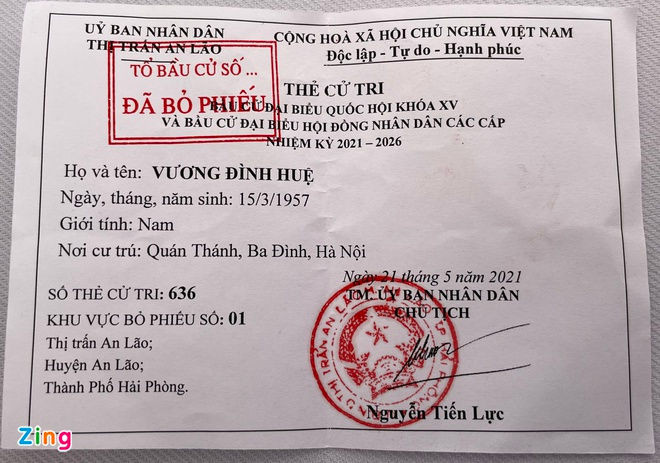 UỶ BAN NHÂN DÂN
THỊ TRẤN AN LÃO
CỘNG HOÀ XÃ HỘI CHỦ NGHĨA VIỆT NAM
Độc lập - Tự do - Hạnh phúc
TỔ BẦU CỬ SỐ ...
ĐÃ BỎ PHIẾU
THẺ CỬ TRI
BẦU CỬ ĐẠI BIỂU QUỐC HỘI KHÓA XV
VÀ BẦU CỬ ĐẠI BIỂU HỘI ĐỒNG NHÂN DÂN CÁC CẤP
NHIỆM KỲ 2021 – 2026
Họ và tên: VƯƠNG ĐÌNH HUỆ
Ngày, tháng, năm sinh: 15/3/1957
Giới tính: Nam
Nơi cư trú: Quán Thánh, Ba Đình, Hà Nội
SỐ THẺ CỬ TRI: 636
KHU VỰC BỎ PHIẾU SỐ: 01
Thị trấn An Lão;
Huyện An Lão;
Thành Phố Hải Phòng.
Ngày 21 tháng 5 năm 2021
TM. ỦY BAN NHÂN DÂN
CHỦ TỊCH
Nguyễn Tiến Lực
Zing